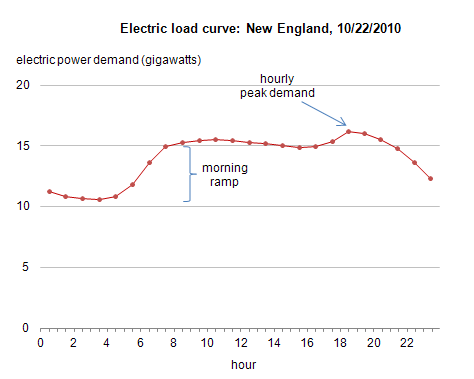 Electric load curve: New England, 10/22/2010
electric power demand (gigawatts)
hourly
peak demand
morning
ramp
20
15
10
5
0
0 2 4 6 8 10 12 14 16 18 20 22
hour